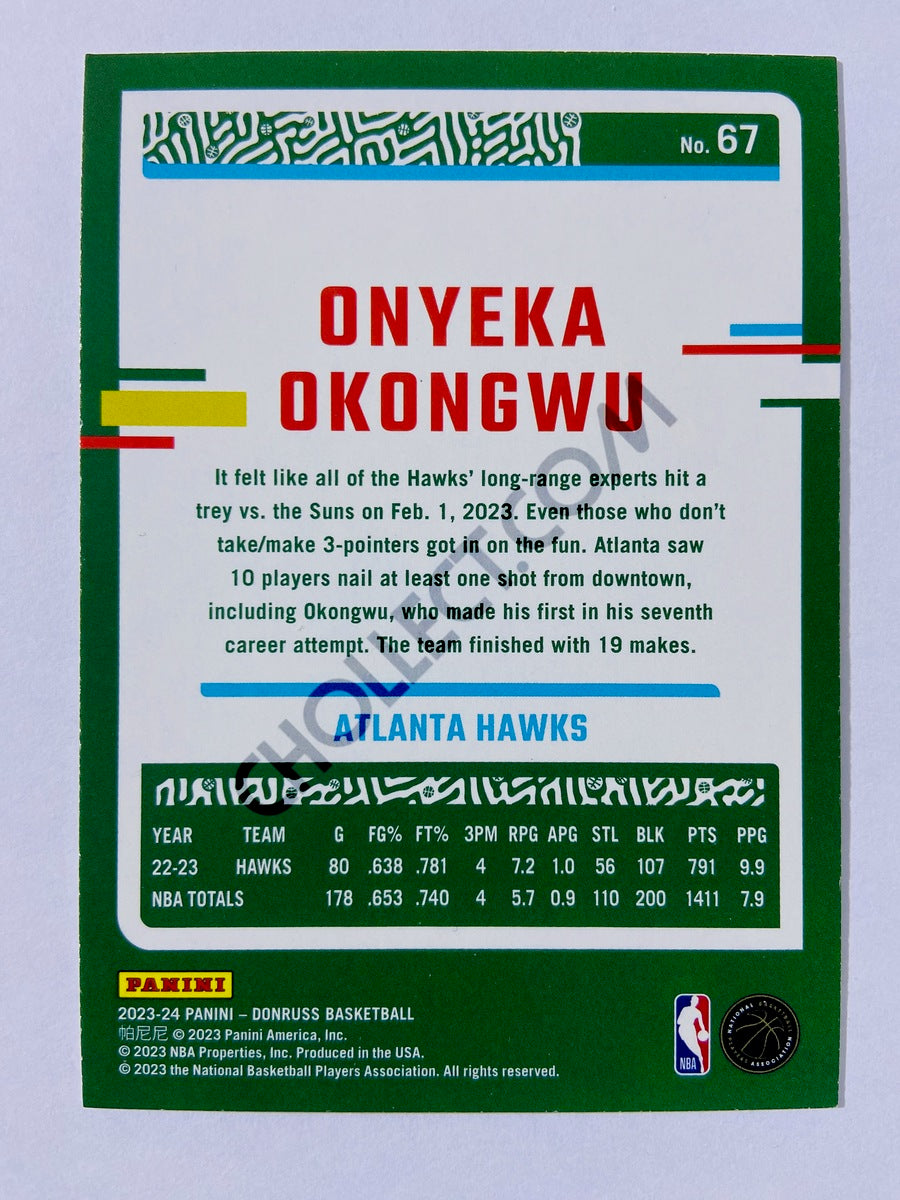 No. 67
ONYEKA
OKONGWU
It felt like all of the Hawks' long-range experts hit a
trey vs. the Suns on Feb. 1, 2023. Even those who don't
take/make 3-pointers got in on the fun. Atlanta saw
10 players nail at least one shot from downtown,
including Okongwu, who made his first in his seventh
career attempt. The team finished with 19 makes.
ATLANTA HAWKS
YEAR TEAM G FG% FT% 3PM RPG APG STL BLK PTS PPG
22-23 HAWKS 80 .638 .781 4 7.2 1.0 56 107 791 9.9
NBA TOTALS 178 .653 .740 4 5.7 0.9 110 200 1411 7.9
PANINI
2023-24 PANINI – DONRUSS BASKETBALL
帕尼尼 © 2023 Panini America, Inc.
© 2023 NBA Properties, Inc. Produced in the USA.
© 2023 the National Basketball Players Association. All rights reserved.
NBA
NATIONAL BASKETBALL
PLAYERS ASSOCIATION
CHOLLECT.COM